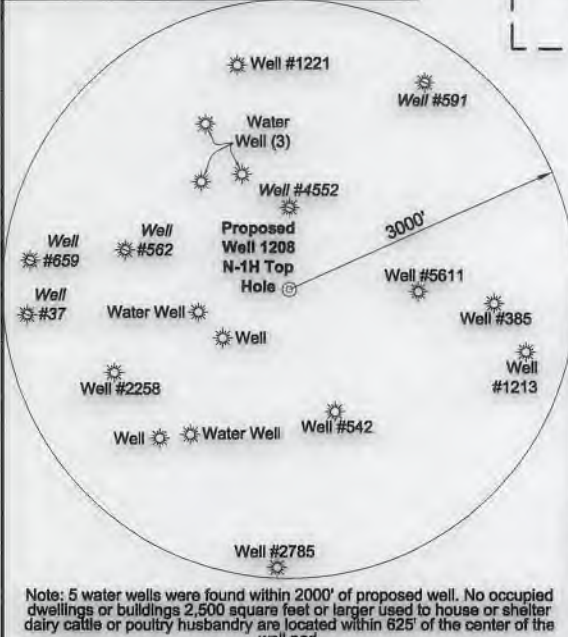 Well #1221
Well #591
Water
Well (3)
Well #4552
Proposed
Well 1208
N-1H Top
Hole
3000'
Well
#562
Well
#659
Well
#37
Water Well
Well
Well #5611
Well #385
Well
#1213
Well #2258
Well
Water Well
Well #542
Well #2785
Note: 5 water wells were found within 2000' of proposed well. No occupied
dwellings or buildings 2,500 square feet or larger used to house or shelter
dairy cattle or poultry husbandry are located within 625' of the center of the
well pad